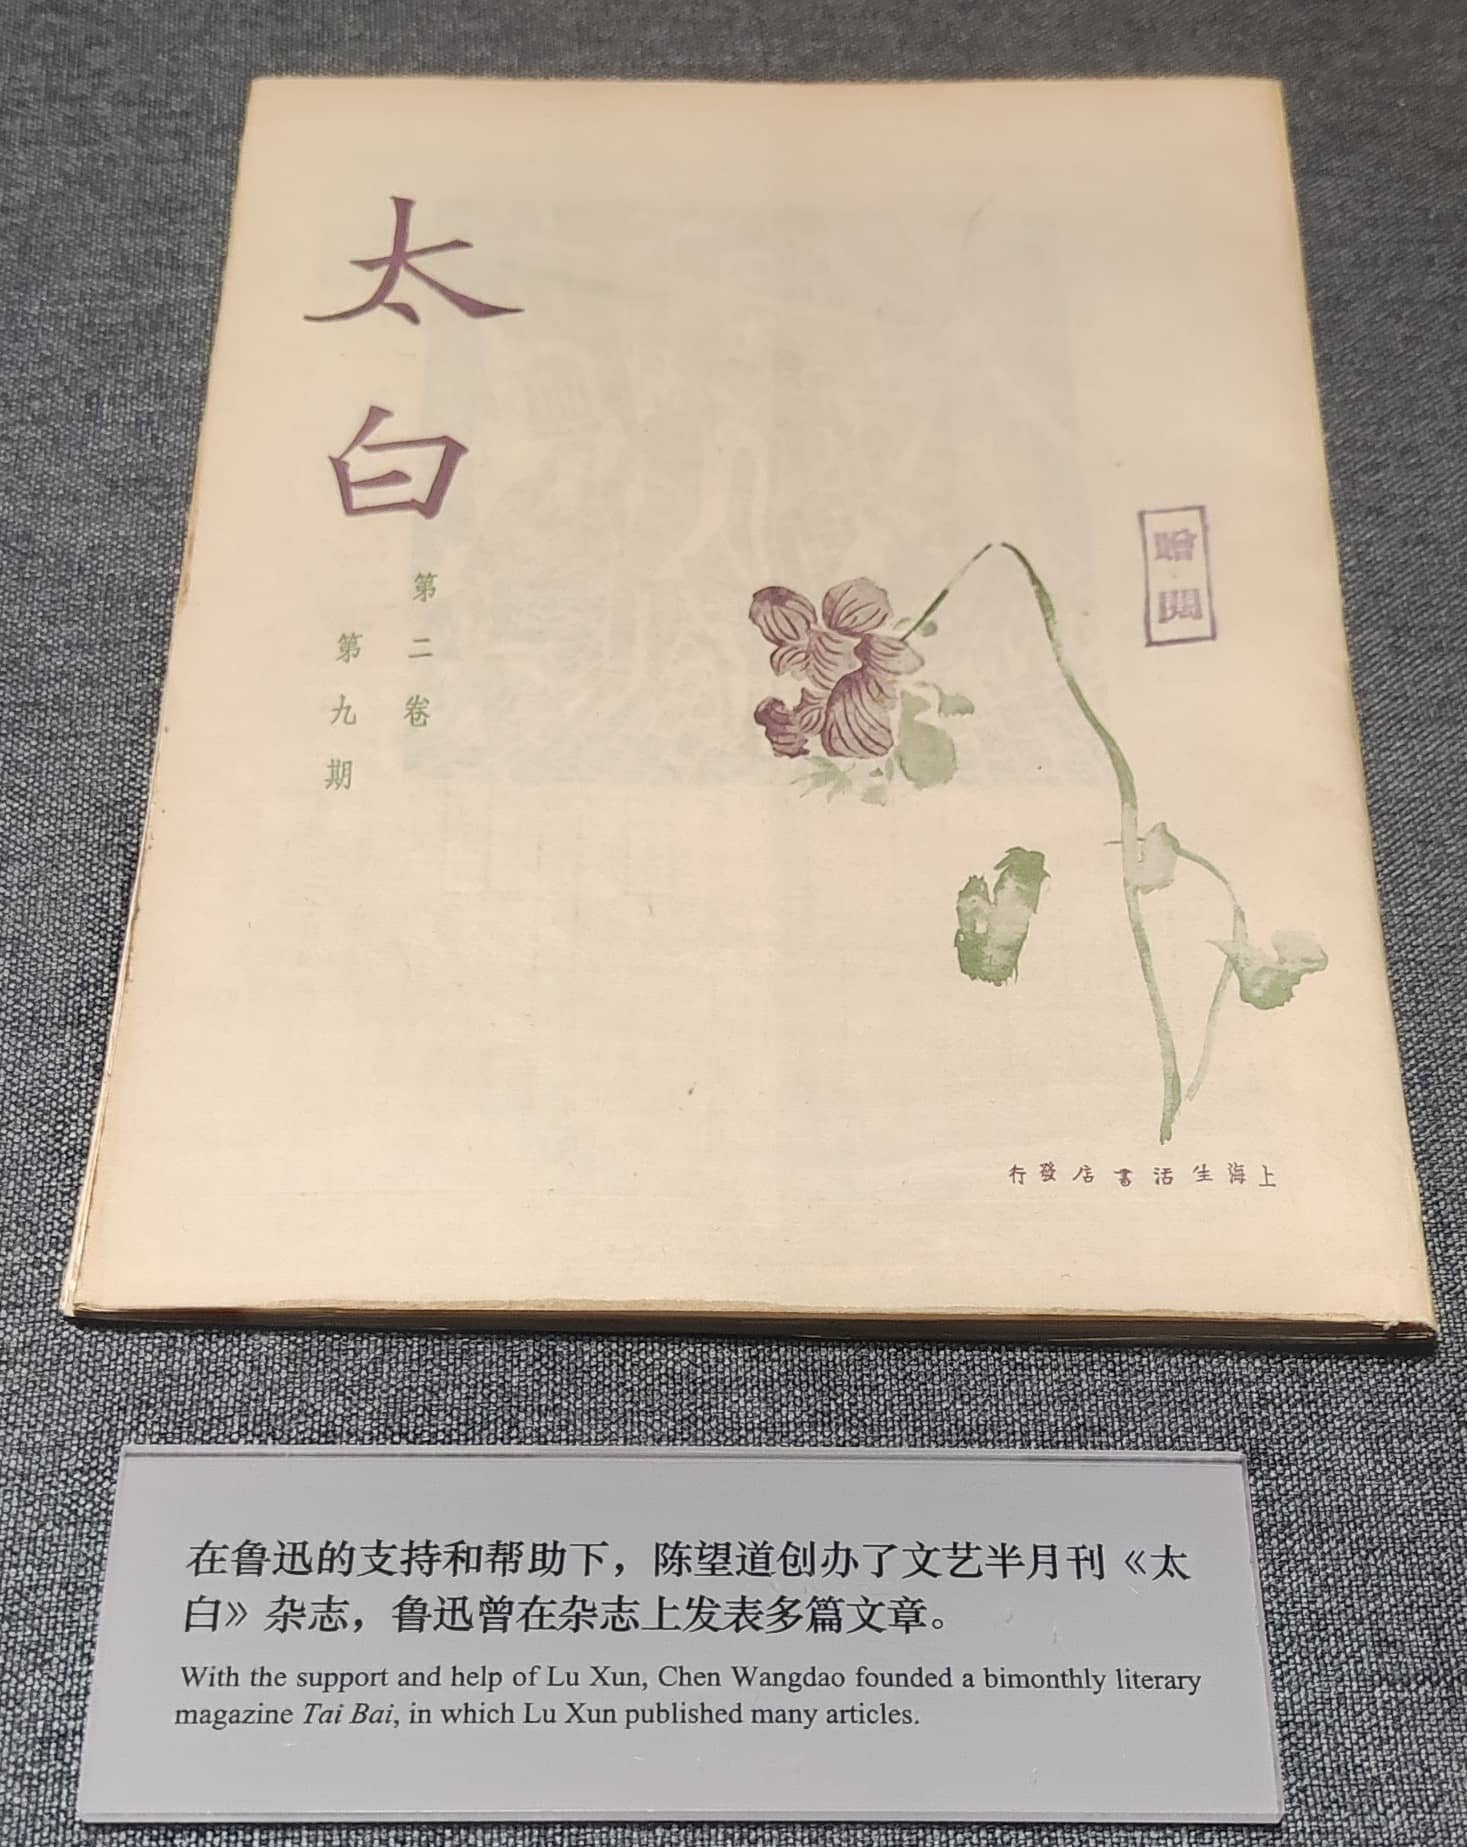 太白
第二卷
第九期
贈閱
上海生活書店發行
在鲁迅的支持和帮助下，陈望道创办了文艺半月刊《太
白》杂志，鲁迅曾在杂志上发表多篇文章。
With the support and help of Lu Xun, Chen Wangdao founded a bimonthly literary
magazine Tai Bai, in which Lu Xun published many articles.